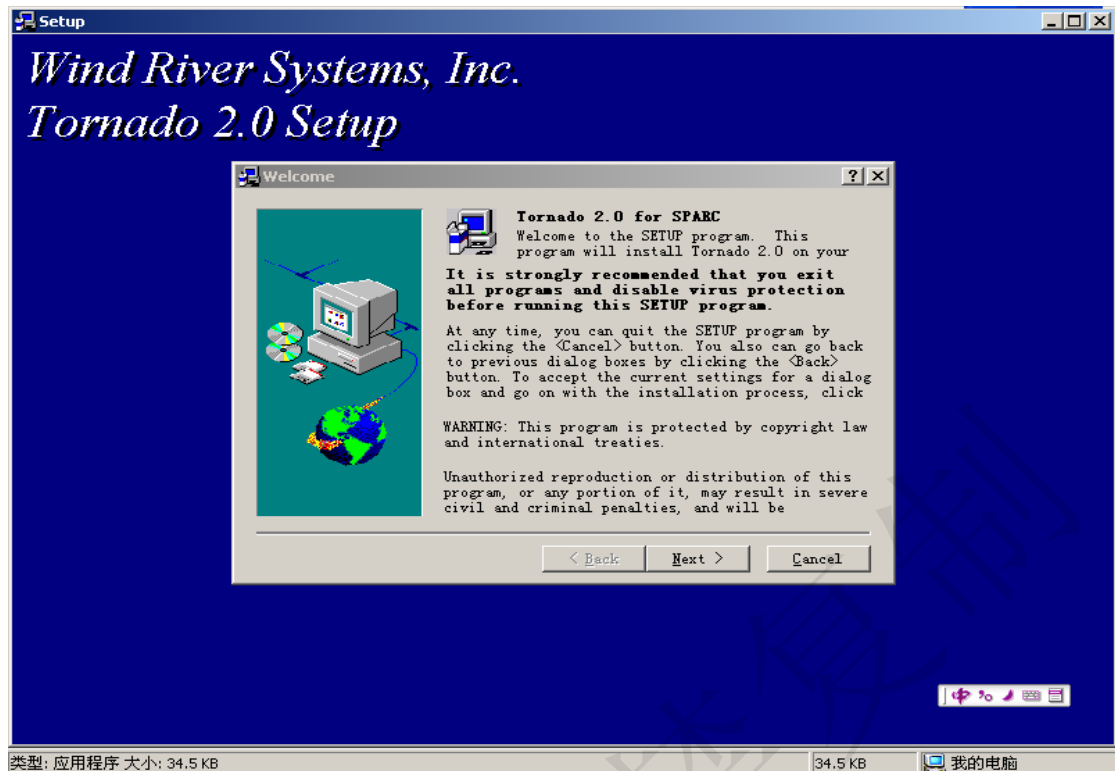 Setup
Wind River Systems, Inc.
Tornado 2.0 Setup
Welcome
Tornado 2.0 for SPARC
Welcome to the SETUP program. This
program will install Tornado 2.0 on your
It is strongly recommended that you exit
all programs and disable virus protection
before running this SETUP program.
At any time, you can quit the SETUP program by
clicking the <Cancel> button. You also can go back
to previous dialog boxes by clicking the <Back>
button. To accept the current settings for a dialog
box and go on with the installation process, click
WARNING: This program is protected by copyright law
and international treaties.
Unauthorized reproduction or distribution of this
program, or any portion of it, may result in severe
civil and criminal penalties, and will be
< Back Next > Cancel
中
类型: 应用程序 大小: 34.5 KB 34.5 KB 我的电脑
复制